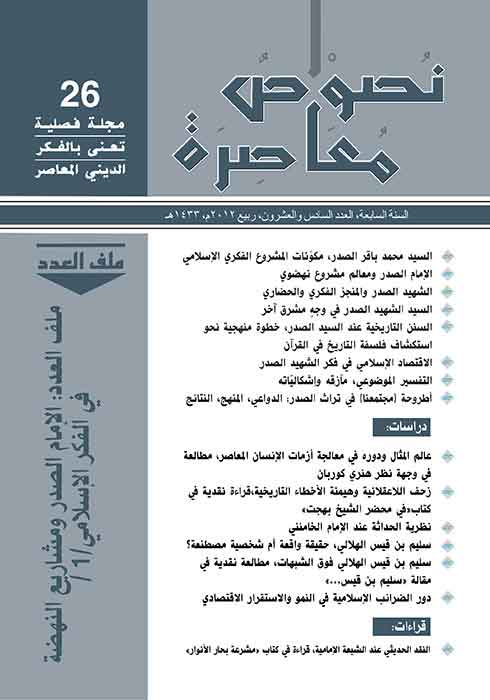 نُصُوصٌ
مُعَاصِرَة
26
مجلة فصلية
تعنى بالفكر
الديني المعاصر
السنة السابعة، العدد السادس والعشرون، ربيع ٢٠١٢م، ١٤٣٣هـ
ملف العدد
ملف العدد: الإمام الصدر ومشاريع النهضة
في الفكر الإسلامي /1/
السيد محمد باقر الصدر، مكوّنات المشروع الفكري الإسلامي
الإمام الصدر ومعالم مشروع نهضوي
الشهيد الصدر والمنجز الفكري والحضاري
السيد الشهيد الصدر في وجهٍ مشرق آخر
السنن التاريخية عند السيد الصدر، خطوة منهجية نحو
استكشاف فلسفة التاريخ في القرآن
الاقتصاد الإسلامي في فكر الشهيد الصدر
التفسير الموضوعي، مآزقه وإشكاليّاته
أطروحة (مجتمعنا) في تراث الصدر: الدواعي، المنهج، النتائج
دراسات:
عالم المثال ودوره في معالجة أزمات الإنسان المعاصر، مطالعة
في وجهة نظر هنري كوربان
زحف اللاعقلانية وهيمنة الأخطاء التاريخية،قراءة نقدية في
كتاب«في محضر الشيخ بهجت»
نظرية الحداثة عند الإمام الخامنئي
سليم بن قيس الهلالي، حقيقة واقعة أم شخصية مصطنعة؟
سليم بن قيس الهلالي فوق الشبهات، مطالعة نقدية في
مقالة «سليم بن قيس...»
دور الضرائب الإسلامية في النمو والاستقرار الاقتصادي
قراءات:
النقد الحديثي عند الشيعة الإمامية، قراءة في كتاب «مشرعة بحار الأنوار»